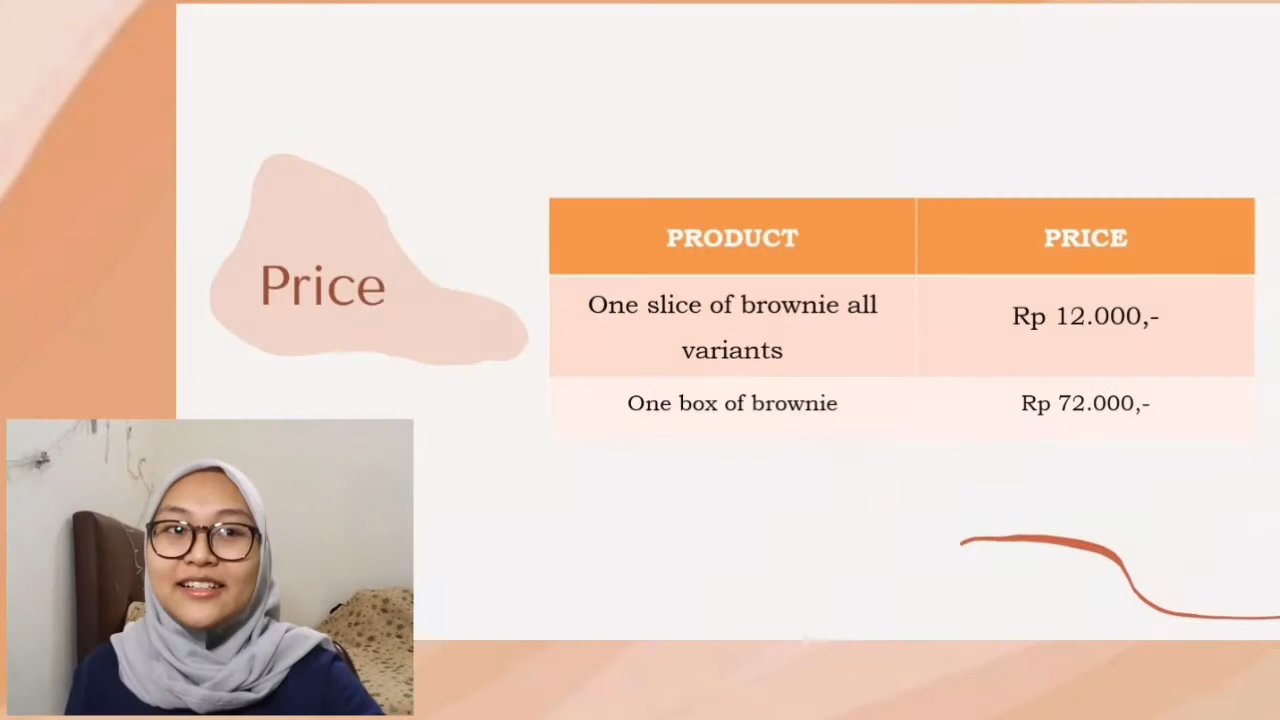 Price
PRODUCT PRICE
One slice of brownie all
variants
Rp 12.000,-
One box of brownie Rp 72.000,-